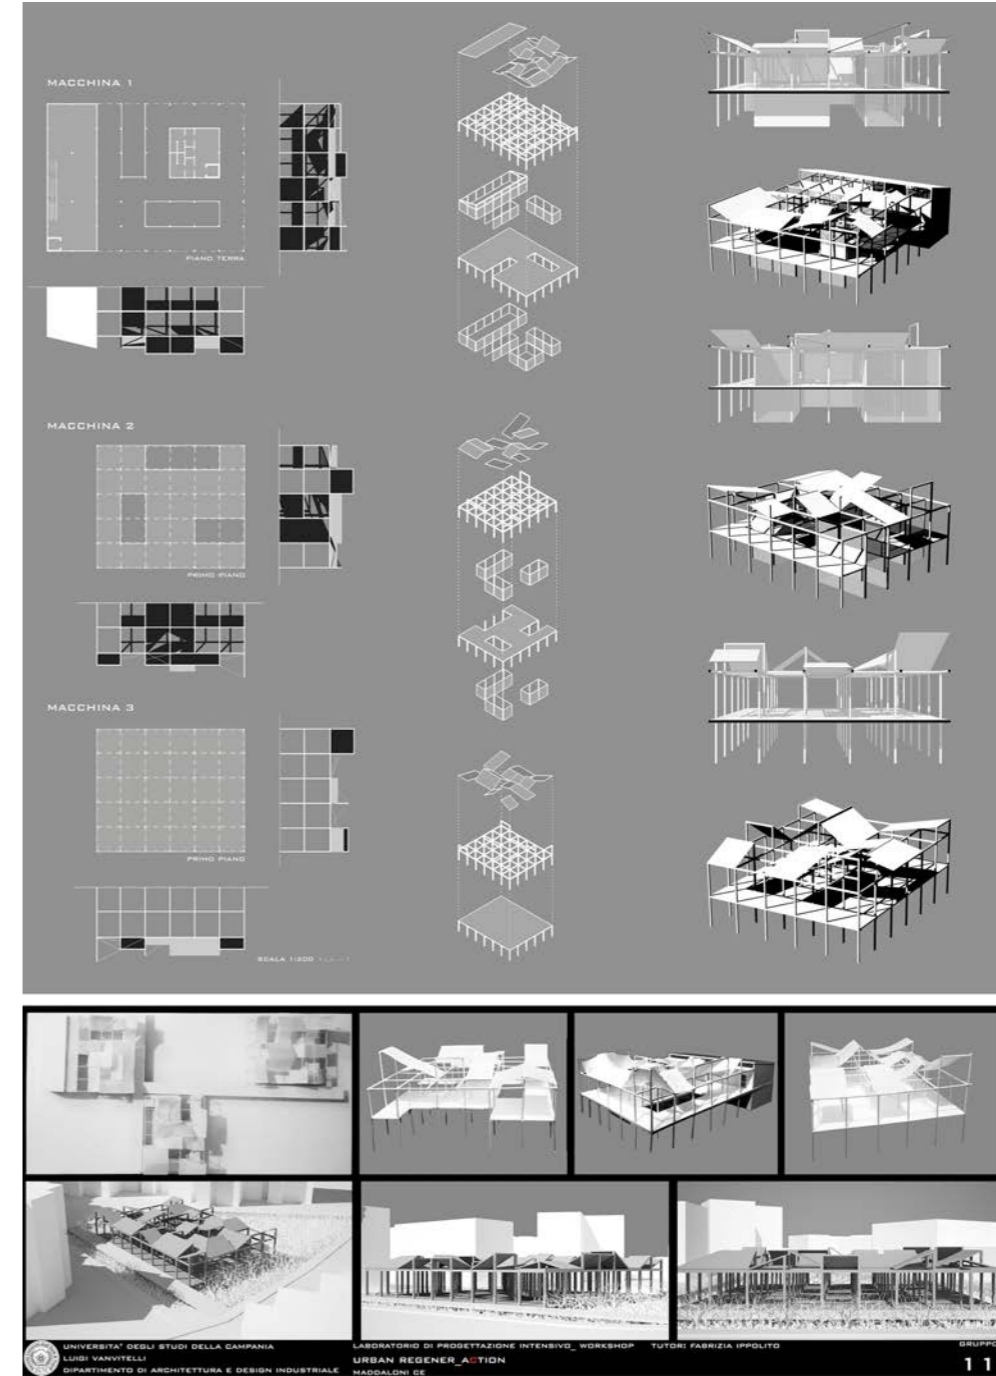 MACCHINA 1
PIANO TERRA
MACCHINA 2
PRIMO PIANO
MACCHINA 3
PRIMO PIANO
SCALA 1:200
UNIVERSITA' DEGLI STUDI DELLA CAMPANIA
LUIGI VANVITELLI
DIPARTIMENTO DI ARCHITETTURA E DESIGN INDUSTRIALE
LABORATORIO DI PROGETTAZIONE INTENSIVO_ WORKSHOP
URBAN REGENER_ACTION
MADDALONI CE
TUTORI FABRIZIA IPPOLITO
GRUPPO
11